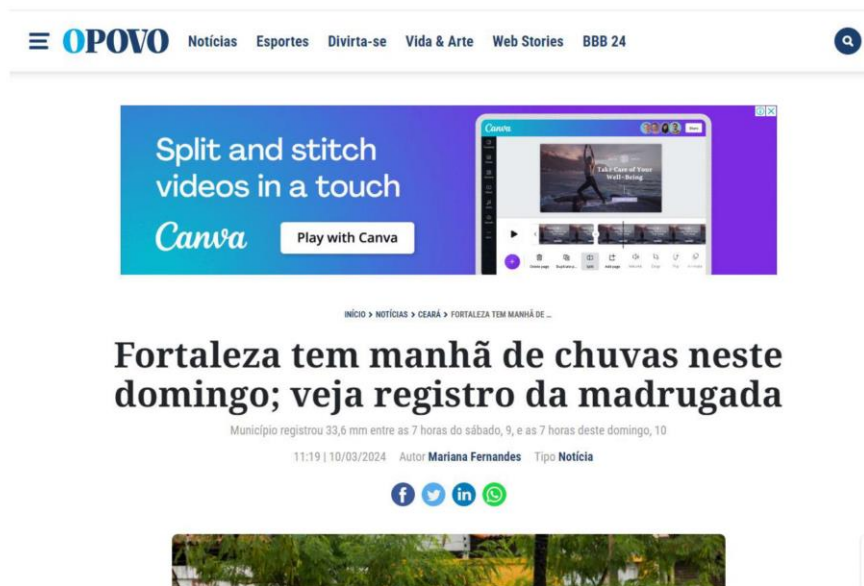 OPOVO Notícias Esportes Divirta-se Vida & Arte Web Stories BBB 24
Split and stitch
videos in a touch
Canva Play with Canva
Canva
Take Care of Your
Well-Being
INÍCIO > NOTÍCIAS > CEARÁ > FORTALEZA TEM MANHÃ DE ...
Fortaleza tem manhã de chuvas neste
domingo; veja registro da madrugada
Município registrou 33,6 mm entre as 7 horas do sábado, 9, e as 7 horas deste domingo, 10
11:19 | 10/03/2024 Autor Mariana Fernandes Tipo Notícia